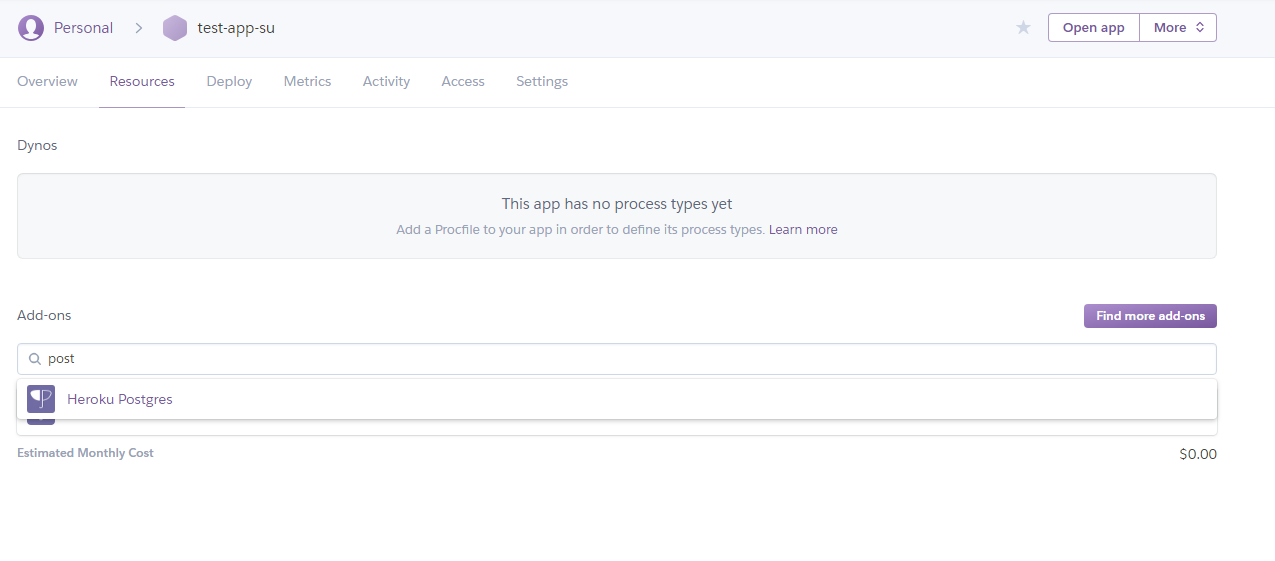 Personal > test-app-su Open app More
Overview Resources Deploy Metrics Activity Access Settings
Dynos
This app has no process types yet
Add a Procfile to your app in order to define its process types. Learn more
Add-ons Find more add-ons
post
Heroku Postgres
Estimated Monthly Cost $0.00